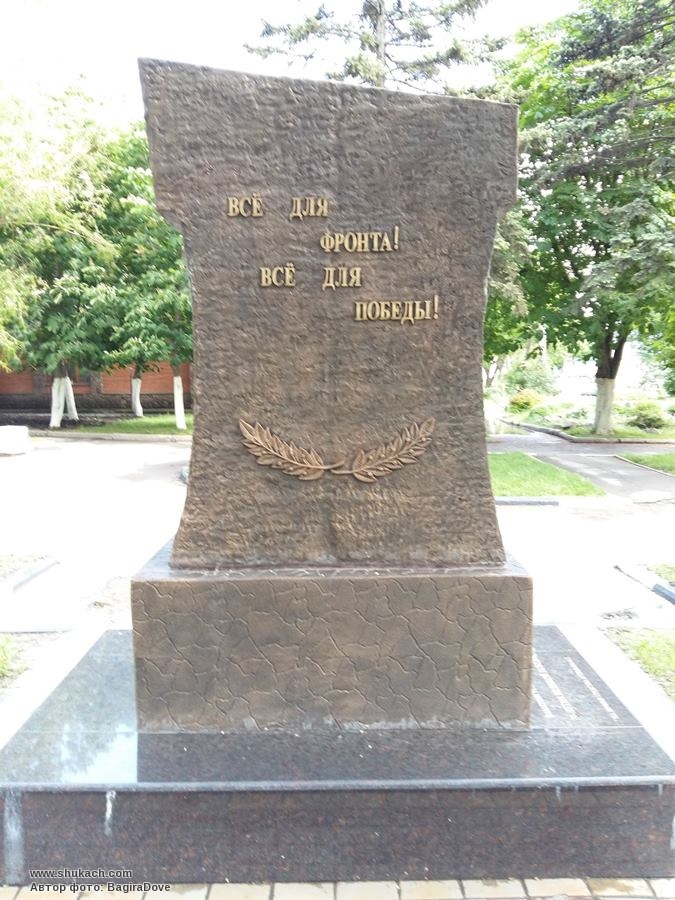 ВСЁ ДЛЯ
ФРОНТА!
ВСЁ ДЛЯ
ПОБЕДЫ!
www.shukach.com
Автор фото: BagiraDove